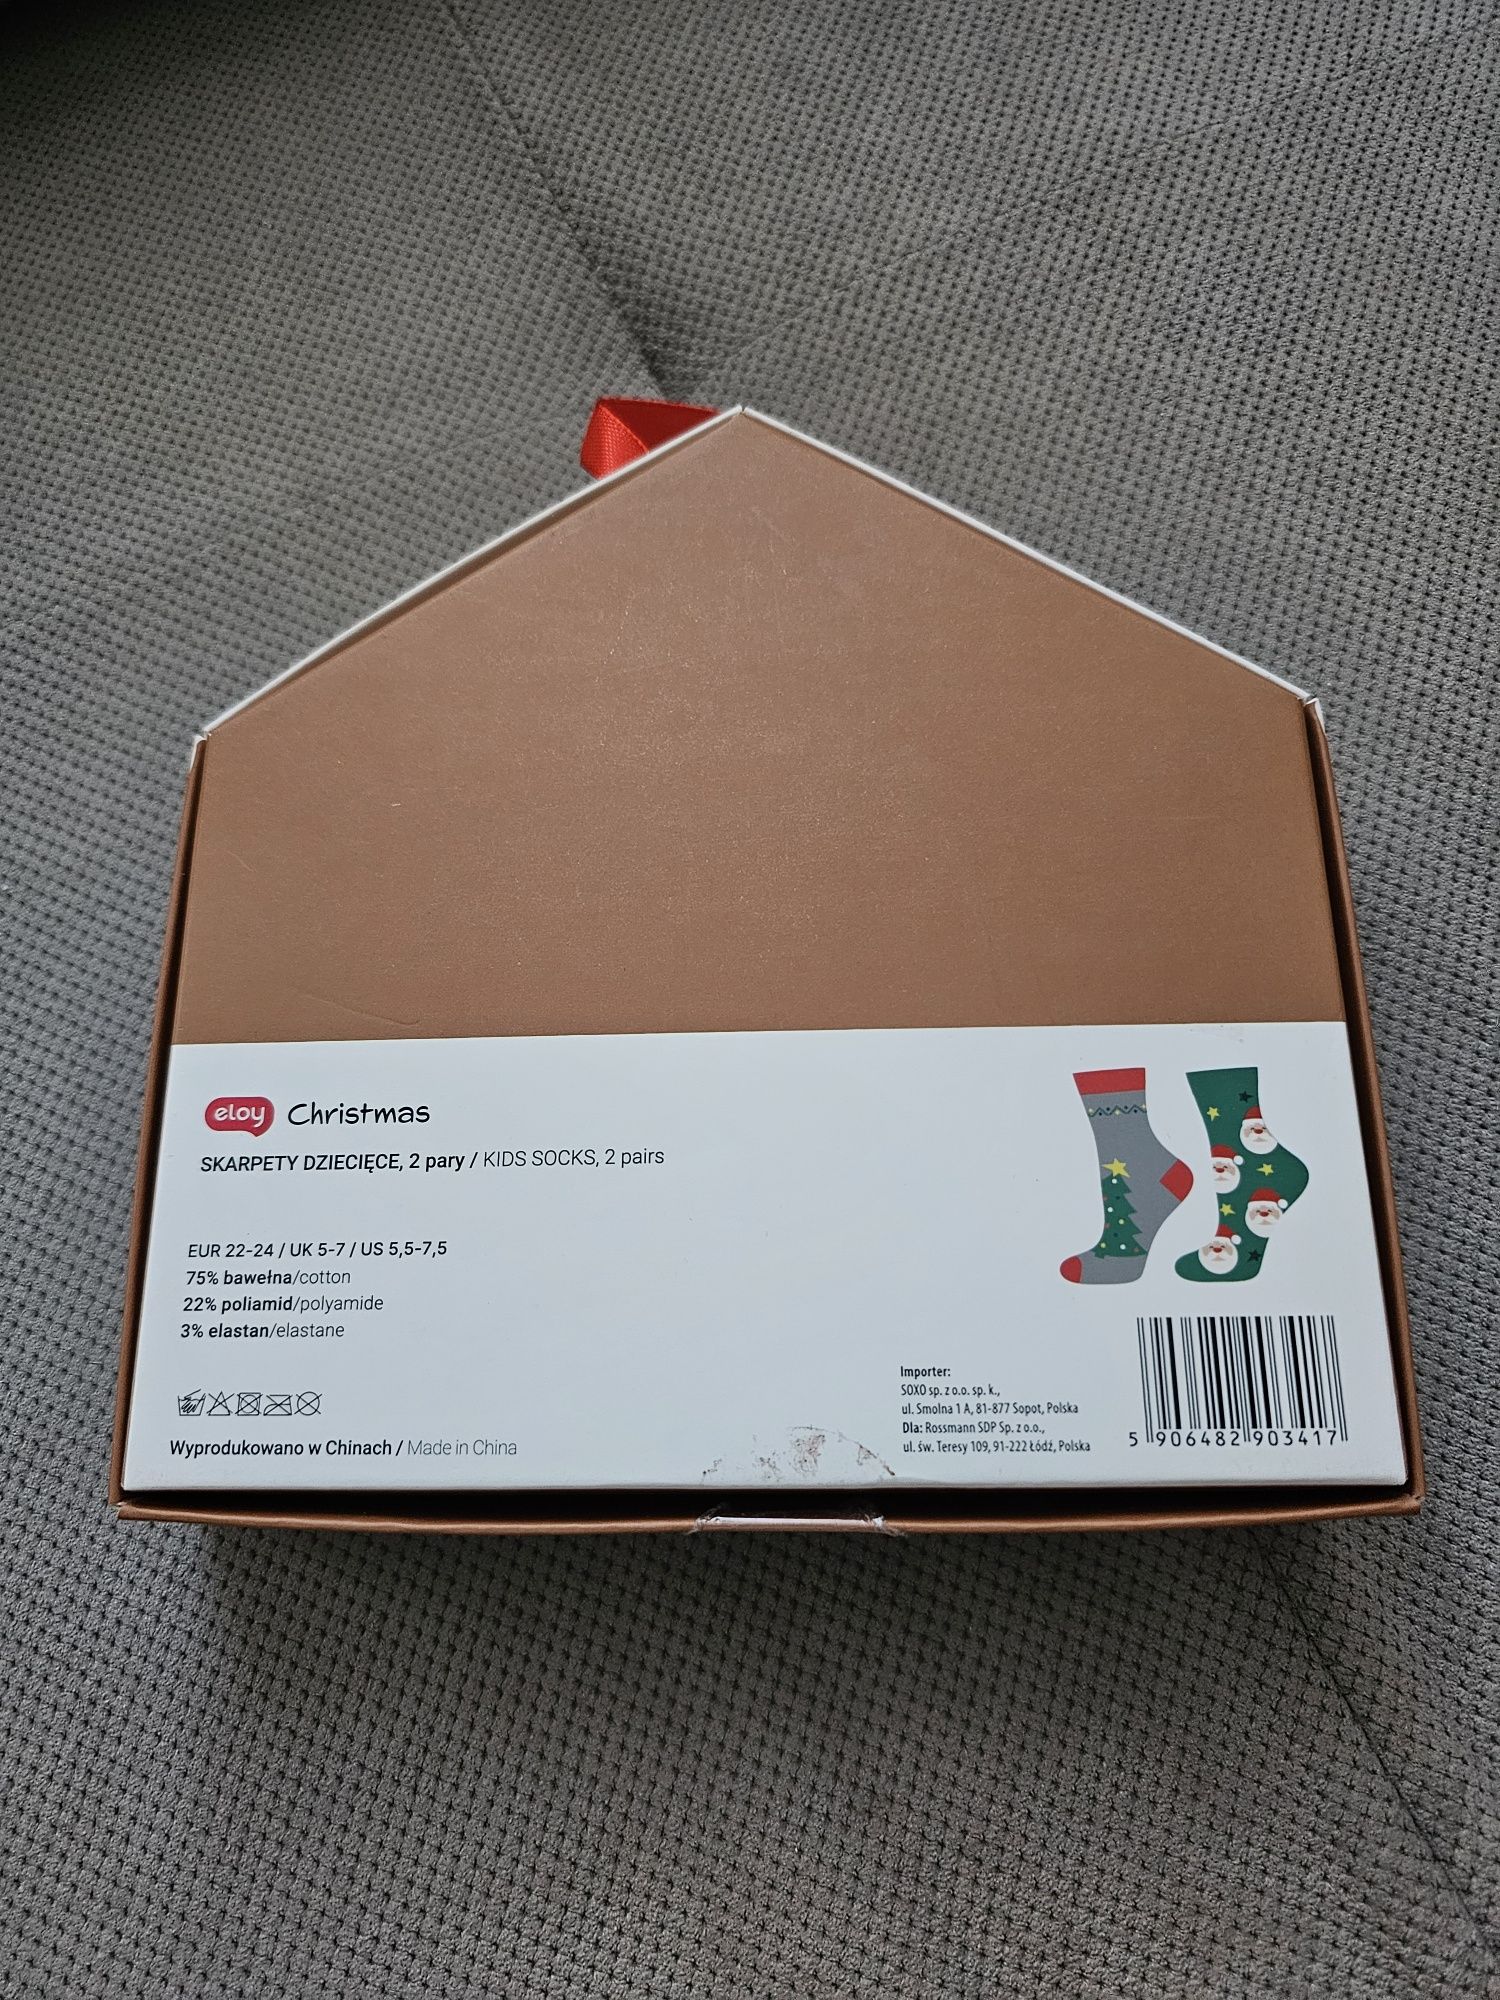 eloy Christmas
SKARPETY DZIECIĘCE, 2 pary / KIDS SOCKS, 2 pairs
EUR 22-24 / UK 5-7 / US 5,5-7,5
75% bawełna/cotton
22% poliamid/polyamide
3% elastan/elastane
Wyprodukowano w Chinach / Made in China
Importer:
SOXO sp. z o.o. sp. k.,
ul. Smolna 1 A, 81-877 Sopot, Polska
Dla: Rossmann SDP Sp. z o.o.,
ul. św. Teresy 109, 91-222 Łódź, Polska
5 906482 903417